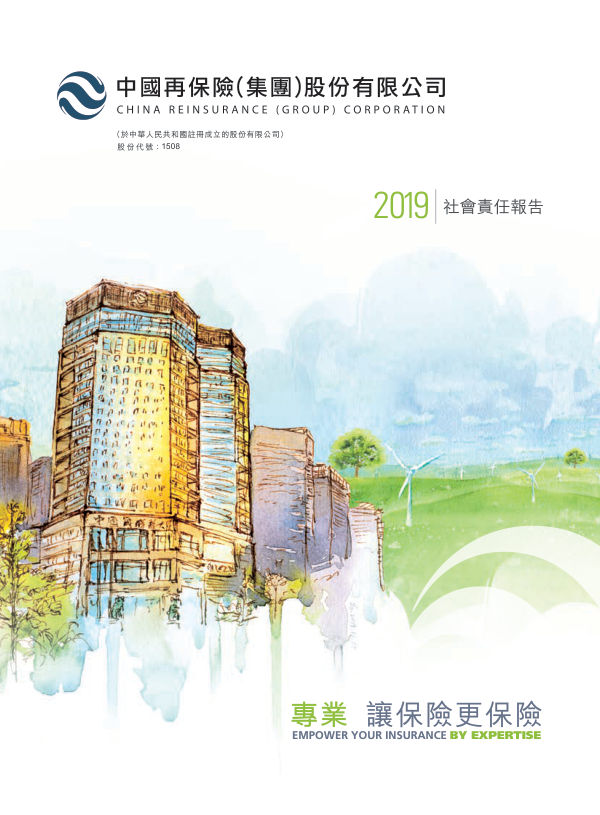 中國再保險(集團)股份有限公司
CHINA REINSURANCE (GROUP) CORPORATION
（於中華人民共和國註冊成立的股份有限公司）
股份代號：1508
2019 社會責任報告
專業 讓保險更保險
EMPOWER YOUR INSURANCE BY EXPERTISE